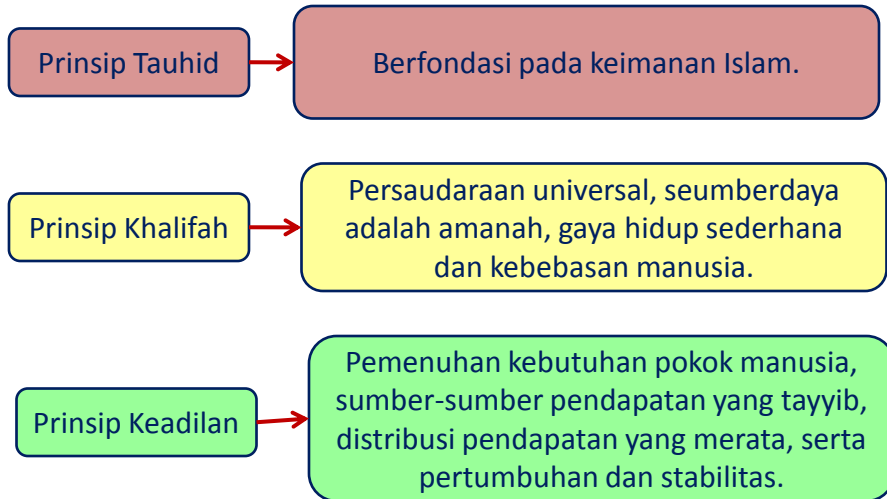 Prinsip Tauhid
Berfondasi pada keimanan Islam.
Prinsip Khalifah
Persaudaraan universal, seumberdaya
adalah amanah, gaya hidup sederhana
dan kebebasan manusia.
Prinsip Keadilan
Pemenuhan kebutuhan pokok manusia,
sumber-sumber pendapatan yang tayyib,
distribusi pendapatan yang merata, serta
pertumbuhan dan stabilitas.